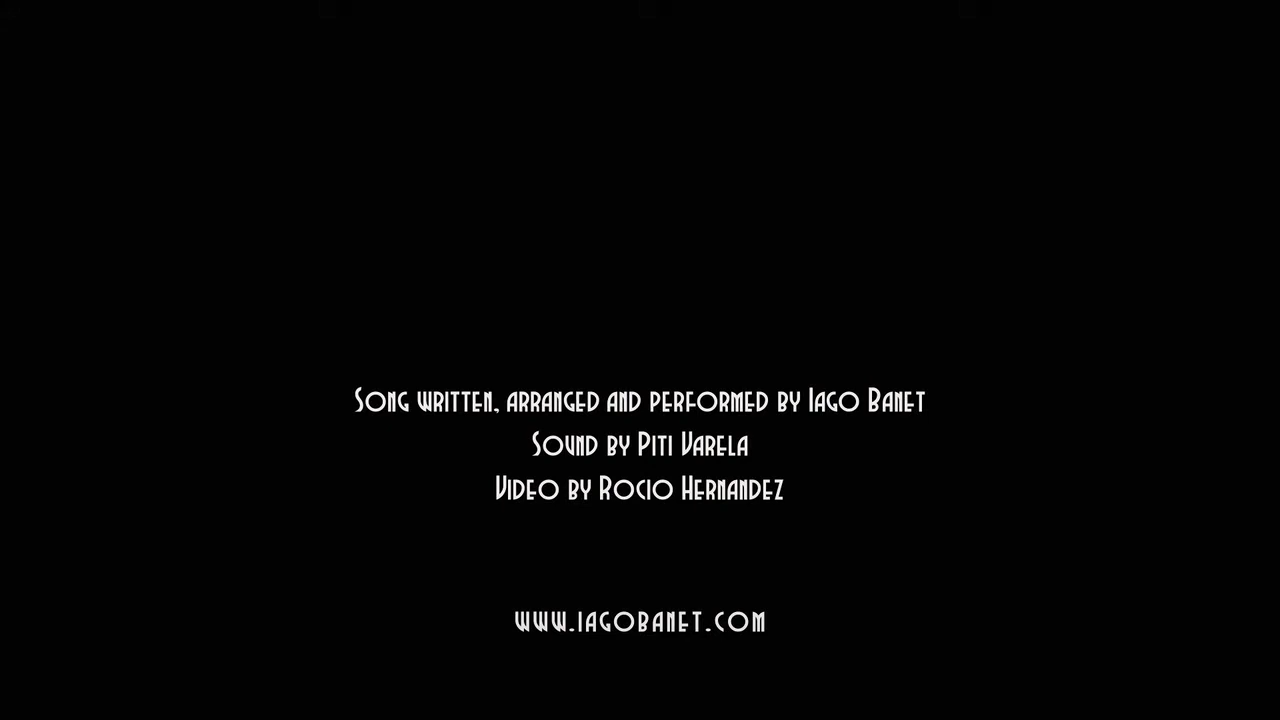 Song written, arranged and performed by Iago Banet
Sound by Piti Varela
Video by Rocio Hernandez
www.iagobanet.com